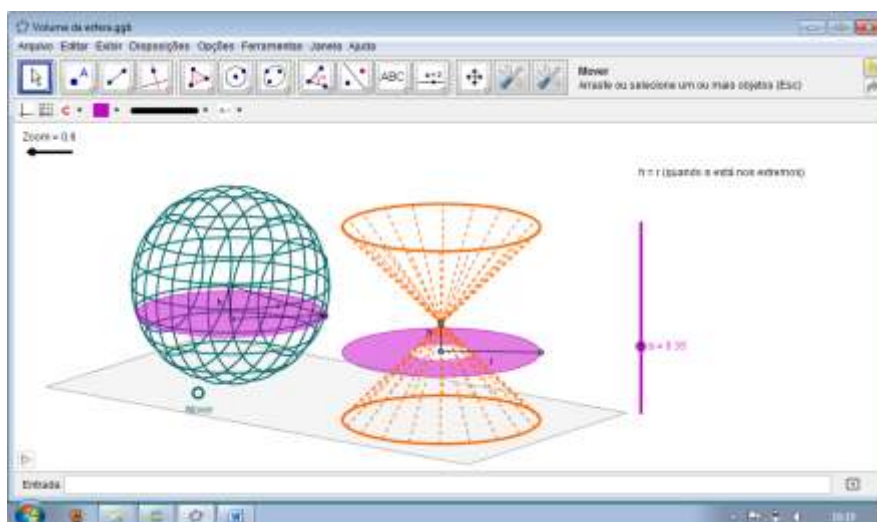 Volume da esfera.ggb
Arquivo Editar Exibir Disposições Opções Ferramentas Janela Ajuda
ABC
a=2
Mover
Arraste ou selecione um ou mais objetos (Esc)
Zoom = 0.6
h = r (quando α está nos extremos)
h
h
r
Mover
Entrada